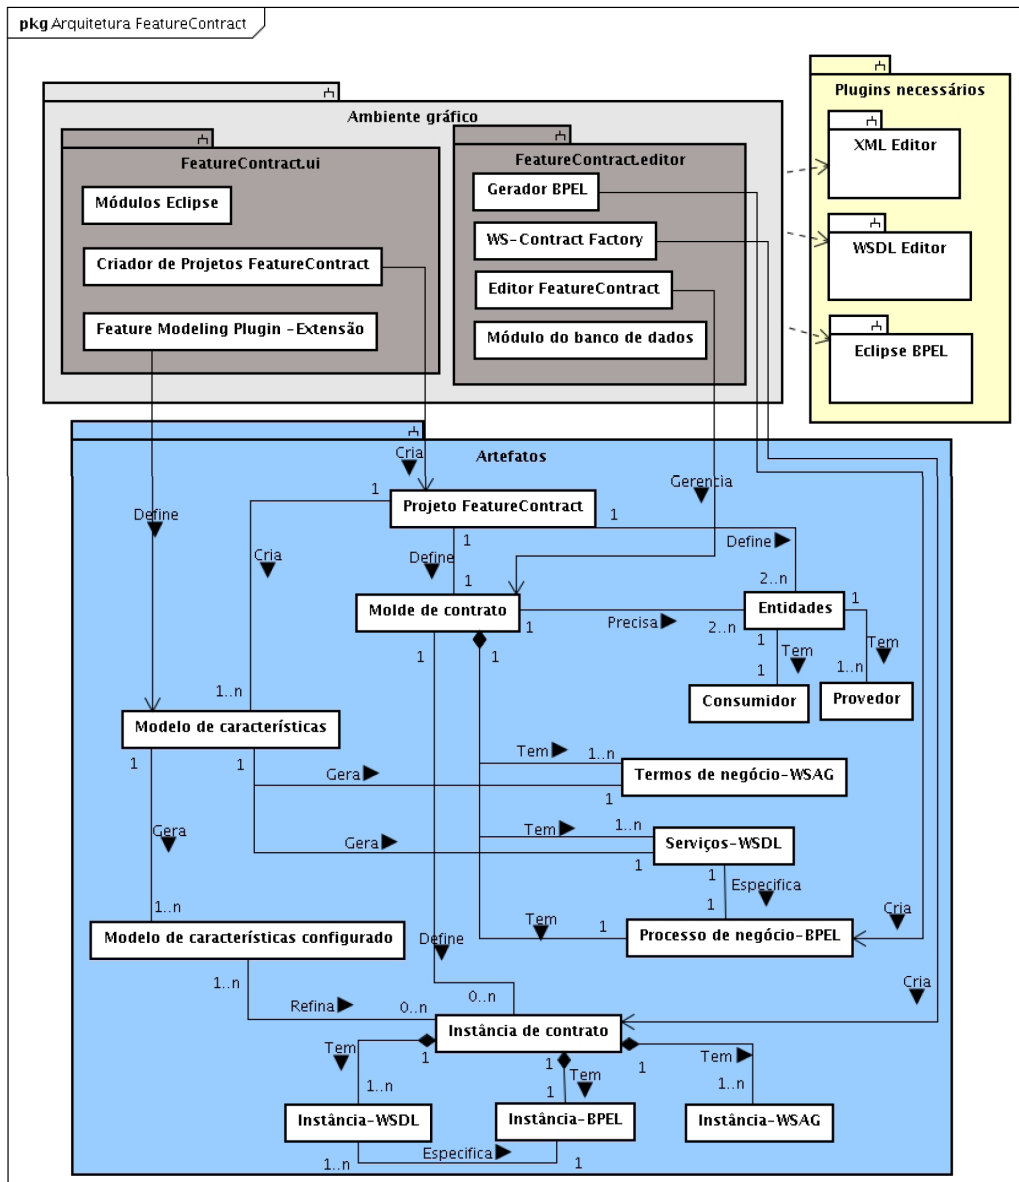 pkg Arquitetura FeatureContract
Plugins necessários
XML Editor
WSDL Editor
Eclipse BPEL
Ambiente gráfico
FeatureContract.ui
Módulos Eclipse
Criador de Projetos FeatureContract
Feature Modeling Plugin -Extensão
FeatureContract.editor
Gerador BPEL
WS-Contract Factory
Editor FeatureContract
Módulo do banco de dados
Artefatos
Cria
Gerencia
Define
1
Projeto FeatureContract
1
1
Cria
Define
Define
1
2..n
Molde de contrato
1
Precisa
2..n
Entidades
1
1
1
1
Tem
Tem
1
1..n
Consumidor
Provedor
1..n
Modelo de característifas
1
1
Tem
1..n
Gera
1
Termos de negócio-WSAG
Tem
1..n
Gera
1
Serviços-WSDL
Gera
1
Especifica
1
1..n
Modelo de características configurado
Tem
1
Processo de negócio-BPEL
Cria
Define
Cria
1..n
0..n
Refina
0..n
Instância de contrato
Tem
1
1
Tem
1
Tem
1..n
1
1..n
Instância-WSDL
Instância-BPEL
Instância-WSAG
1..n
Especifica
1